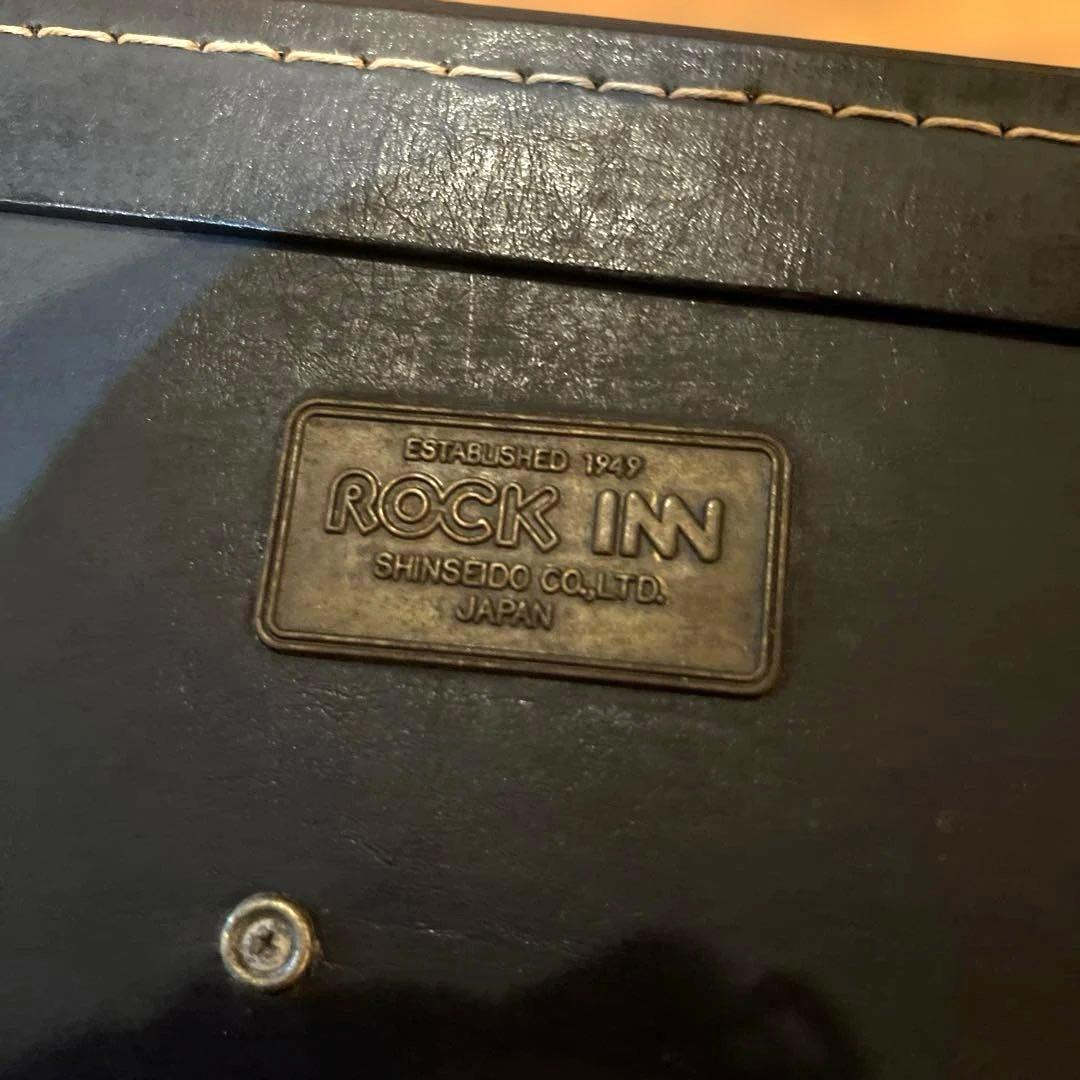 ESTABLISHED 1949
ROCK INN
SHINSEIDO CO.,LTD.
JAPAN